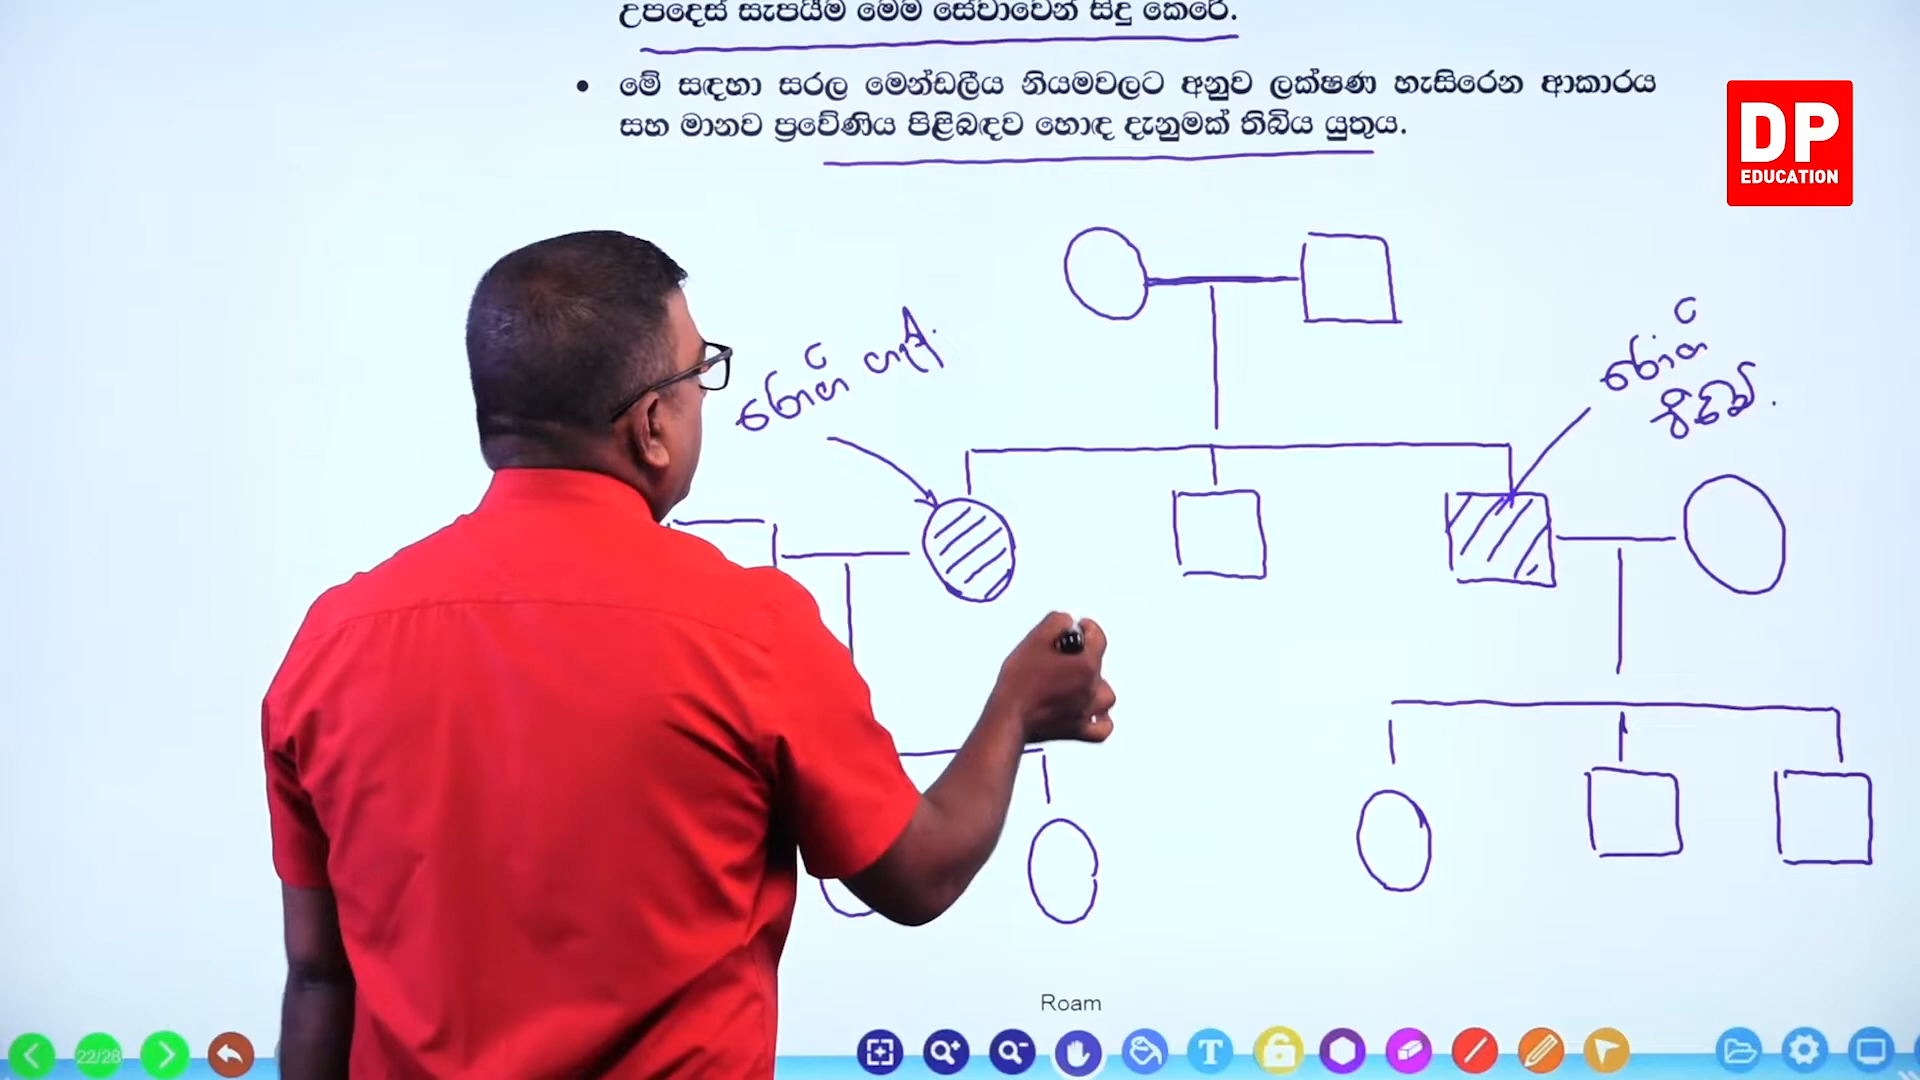 උපදෙස් සැපයීම මෙම සේවාවෙන් සිදු කෙරේ.
• මේ සඳහා සරල මෙන්ඩලීය නියමවලට අනුව ලක්ෂණ හැසිරෙන ආකාරය
සහ මානව ප්‍රවේණිය පිළිබඳව හොඳ දැනුමක් තිබිය යුතුය.
DP
EDUCATION
රෝගී
රෝගී
Roam
22/28
T